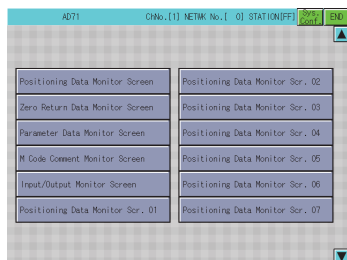 AD71 ChNo.[1] NETWK No.[ 0] STATION[FF] Sys. Conf. END
Positioning Data Monitor Screen
Zero Return Data Monitor Screen
Parameter Data Monitor Screen
M Code Comment Monitor Screen
Input/Output Monitor Screen
Positioning Data Monitor Scr. 01
Positioning Data Monitor Scr. 02
Positioning Data Monitor Scr. 03
Positioning Data Monitor Scr. 04
Positioning Data Monitor Scr. 05
Positioning Data Monitor Scr. 06
Positioning Data Monitor Scr. 07